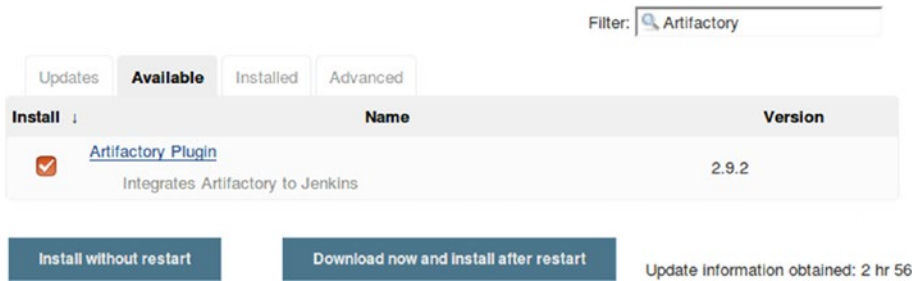 Filter: Artifactory
Updates Available Installed Advanced
Install ↓ Name Version
Artifactory Plugin 2.9.2
Integrates Artifactory to Jenkins
Install without restart Download now and install after restart Update information obtained: 2 hr 56